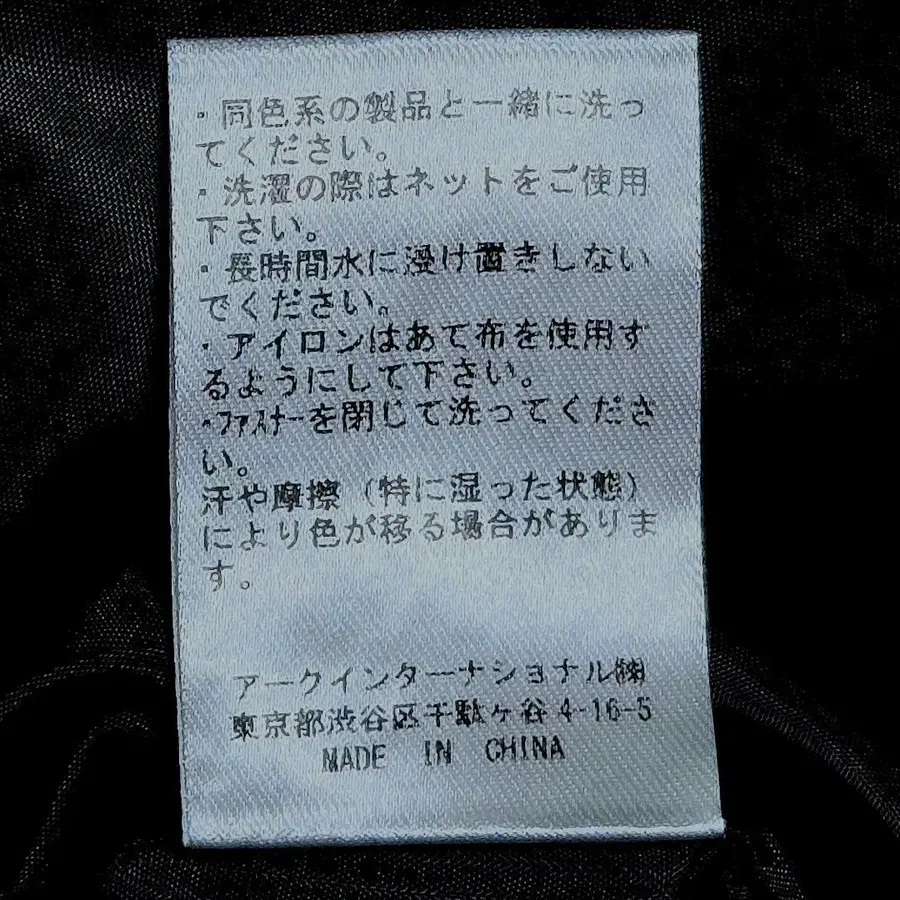 ・同色系の製品と一緒に洗っ
てください。
・洗濯の際はネットをご使用
下さい。
・長時間水に浸け置きしない
でください。
・アイロンはあて布を使用す
るようにして下さい。
・ﾌｧｽﾅｰを閉じて洗ってくださ
い。
汗や摩擦（特に湿った状態）
により色が移る場合がありま
す。
アークインターナショナル㈱
東京都渋谷区千駄ヶ谷4-16-5
MADE IN CHINA